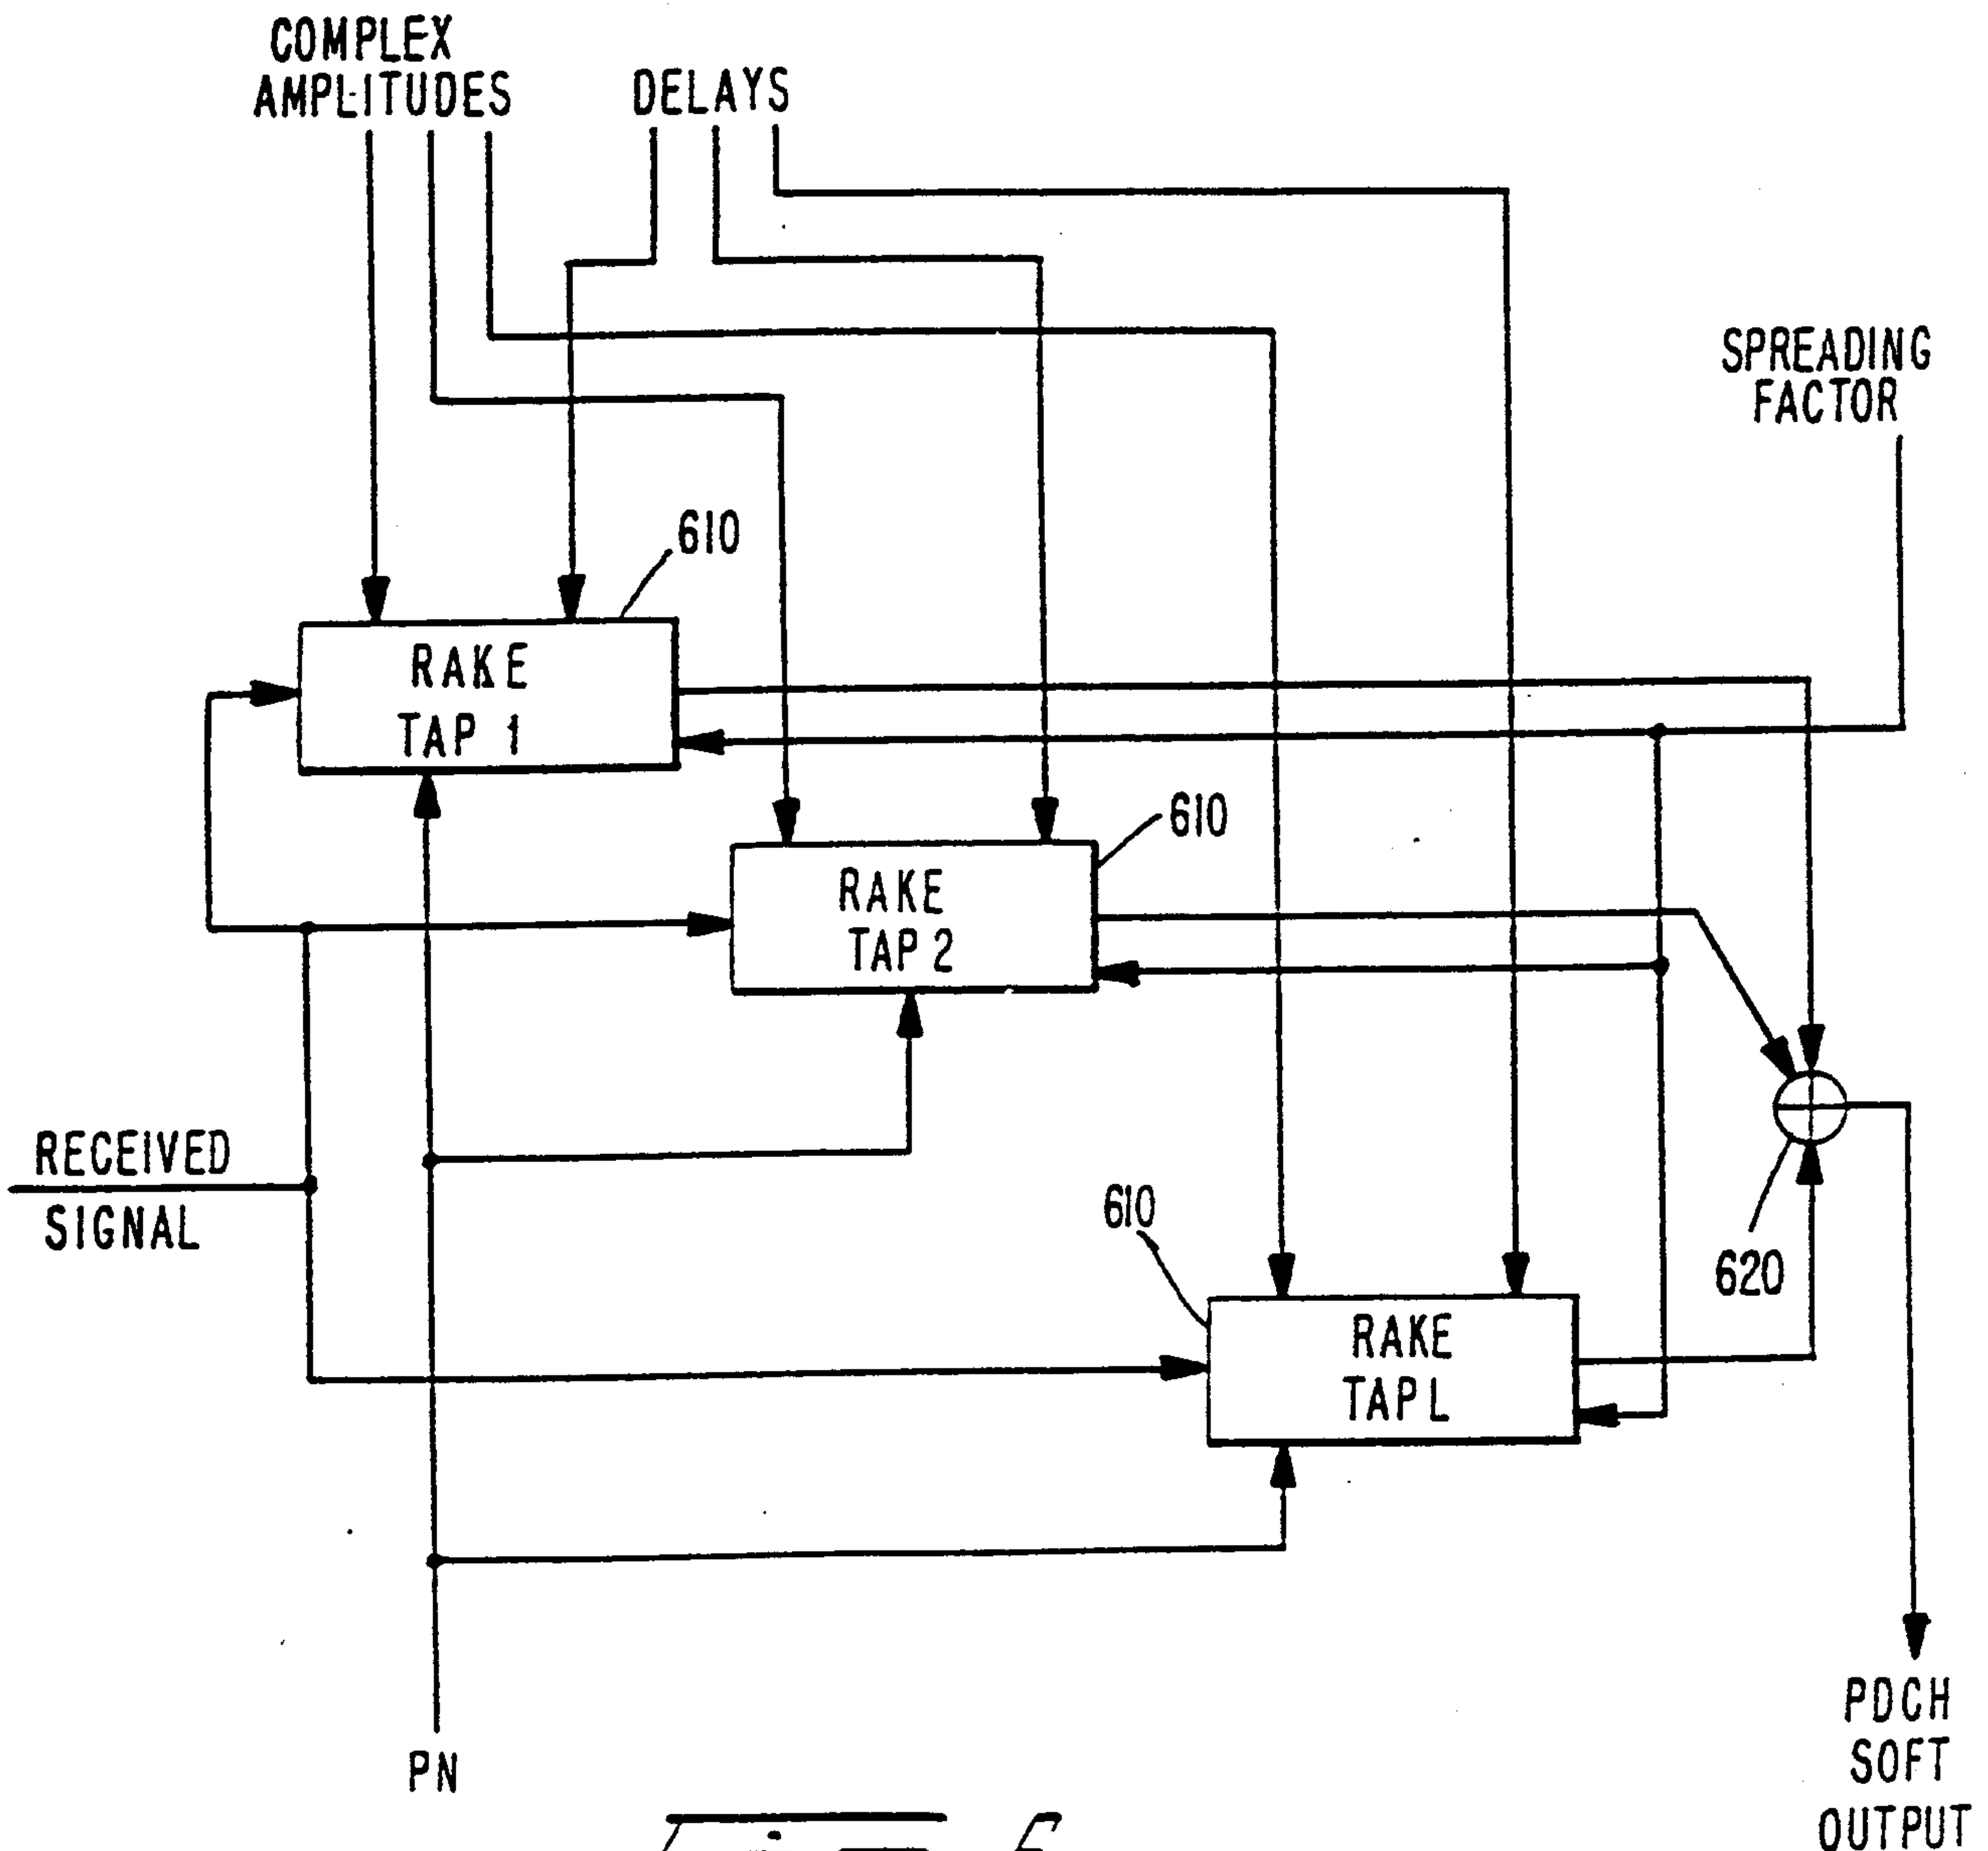 COMPLEX
AMPLITUDES
DELAYS
SPREADING
FACTOR
610
RAKE
TAP 1
610
RAKE
TAP 2
RECEIVED
SIGNAL
610
RAKE
TAP L
620
PN
PDCH
SOFT
OUTPUT